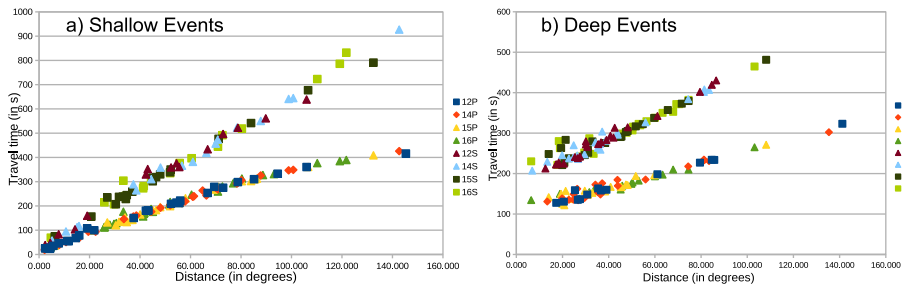 a) Shallow Events
1000
900
800
700
600
500
400
300
200
100
0
Travel time (in s)
0.000 20.000 40.000 60.000 80.000 100.000 120.000 140.000 160.000
Distance (in degrees)
12P
14P
15P
16P
12S
14S
15S
16S
b) Deep Events
600
500
400
300
200
100
0
Travel time (in s)
0.000 20.000 40.000 60.000 80.000 100.000 120.000 140.000 160.000
Distance (in degrees)